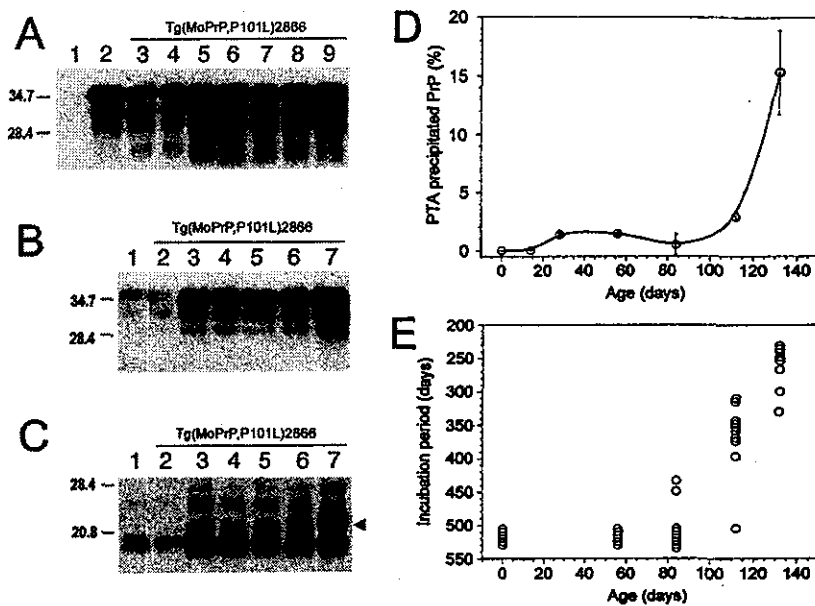 A
Tg(MoPrP,P101L)2866
1 2 3 4 5 6 7 8 9
34.7
28.4
B
Tg(MoPrP,P101L)2866
1 2 3 4 5 6 7
34.7
28.4
C
Tg(MoPrP,P101L)2866
1 2 3 4 5 6 7
28.4
20.8
D
PTA precipitated PrP (%)
20
15
10
5
0
0 20 40 60 80 100 120 140
Age (days)
E
Incubation period (days)
200
250
300
350
400
450
500
550
0 20 40 60 80 100 120 140
Age (days)